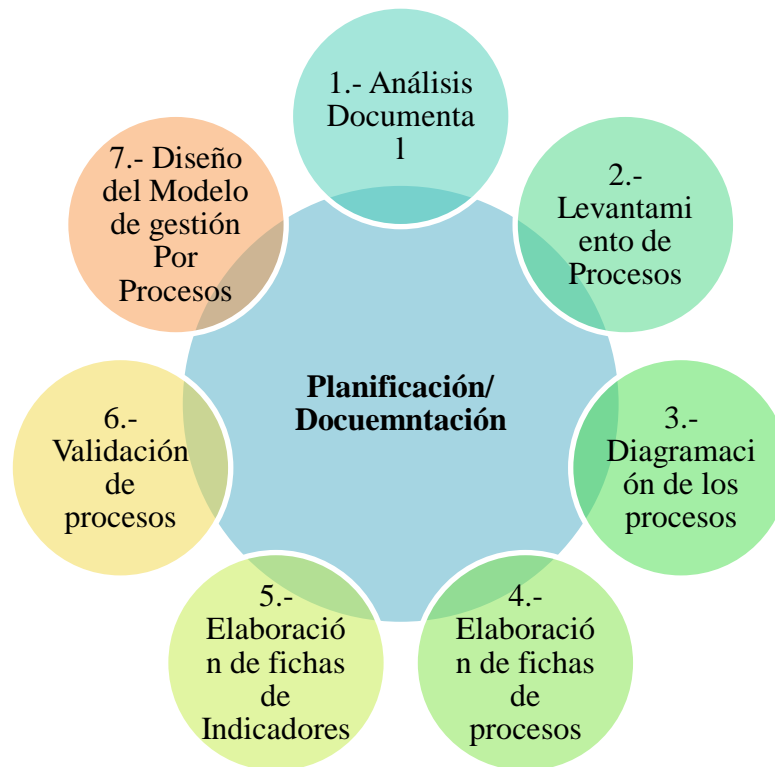 1.- Análisis
Documenta
l
2.-
Levantami
ento de
Procesos
3.-
Diagramaci
ón de los
procesos
4.-
Elaboració
n de fichas
de
procesos
5.-
Elaboració
n de fichas
de
Indicadores
6.-
Validación
de
procesos
7.- Diseño
del Modelo
de gestión
Por
Procesos
Planificación/
Docuemntación